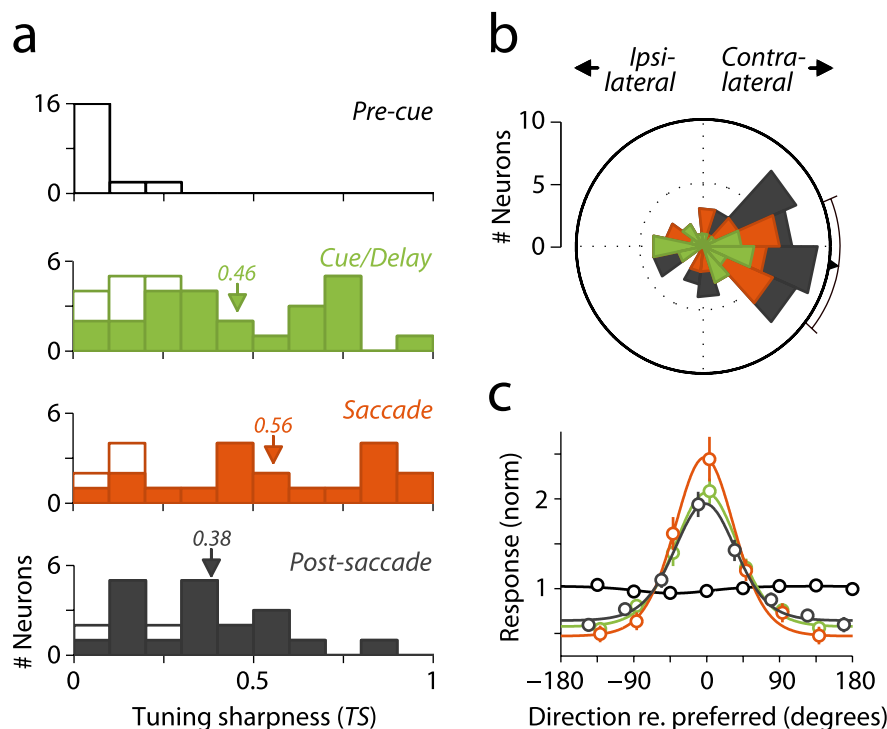 a
16
0
Pre-cue
6
0
Cue/Delay
0.46
6
0
Saccade
0.56
6
0
Post-saccade
0.38
# Neurons
0
0.5
1
Tuning sharpness (TS)
b
Ipsi-
lateral
Contra-
lateral
10
5
0
# Neurons
c
2
1
Response (norm)
−180
−90
0
90
180
Direction re. preferred (degrees)